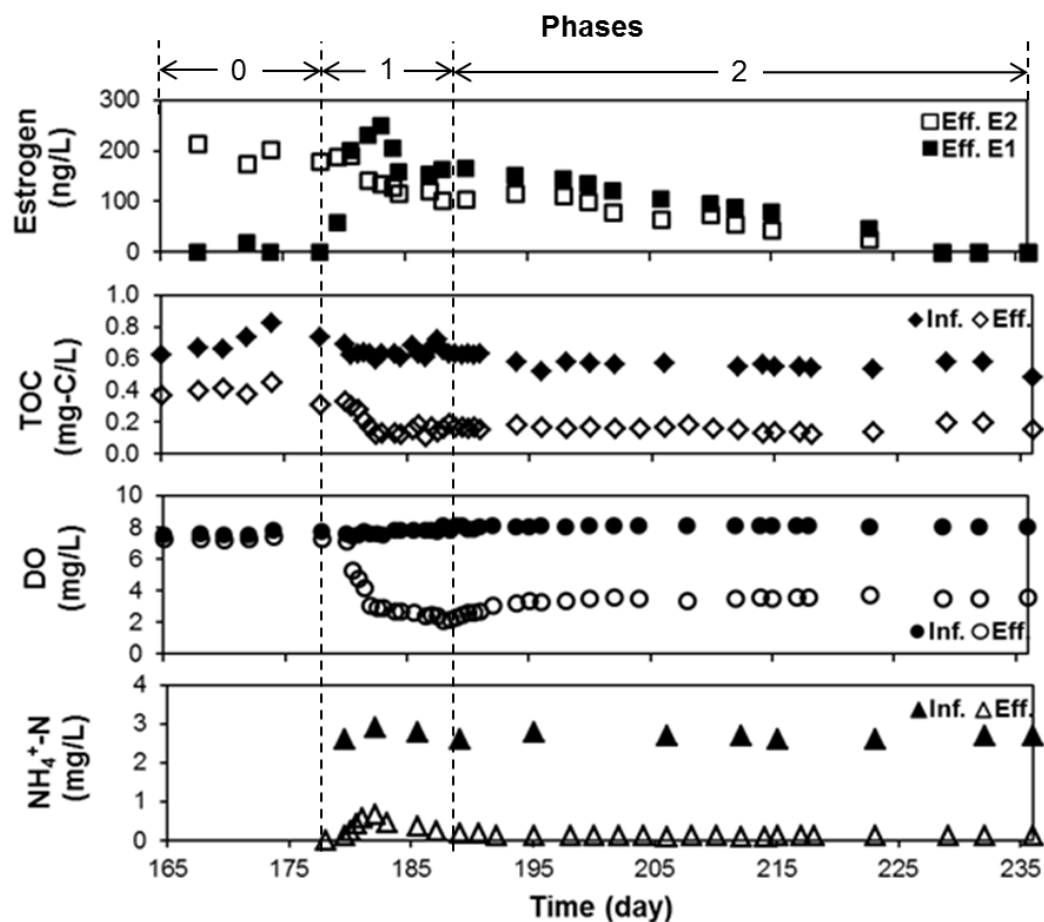 Phases
0 1 2
Estrogen
(ng/L)
300
200
100
0
Eff. E2
Eff. E1
TOC
(mg-C/L)
1.0
0.8
0.6
0.4
0.2
0.0
Inf. Eff.
DO
(mg/L)
10
8
6
4
2
0
Inf. Eff.
NH₄⁺-N
(mg/L)
4
3
2
1
0
Inf. Eff.
165 175 185 195 205 215 225
Time (day)